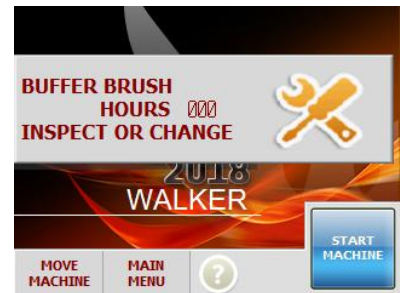 BUFFER BRUSH
HOURS 000
INSPECT OR CHANGE
2018
WALKER
MOVE
MACHINE
MAIN
MENU
?
START
MACHINE